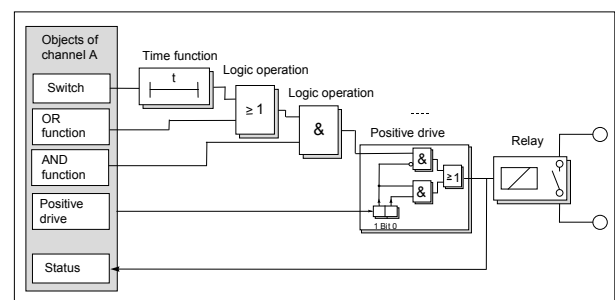 Objects of
channel A
Time function
Logic operation
t
Switch
Logic operation
≥ 1
OR
function
&
Positive drive
Relay
AND
function
&
≥1
&
Positive
drive
1 Bit 0
Status